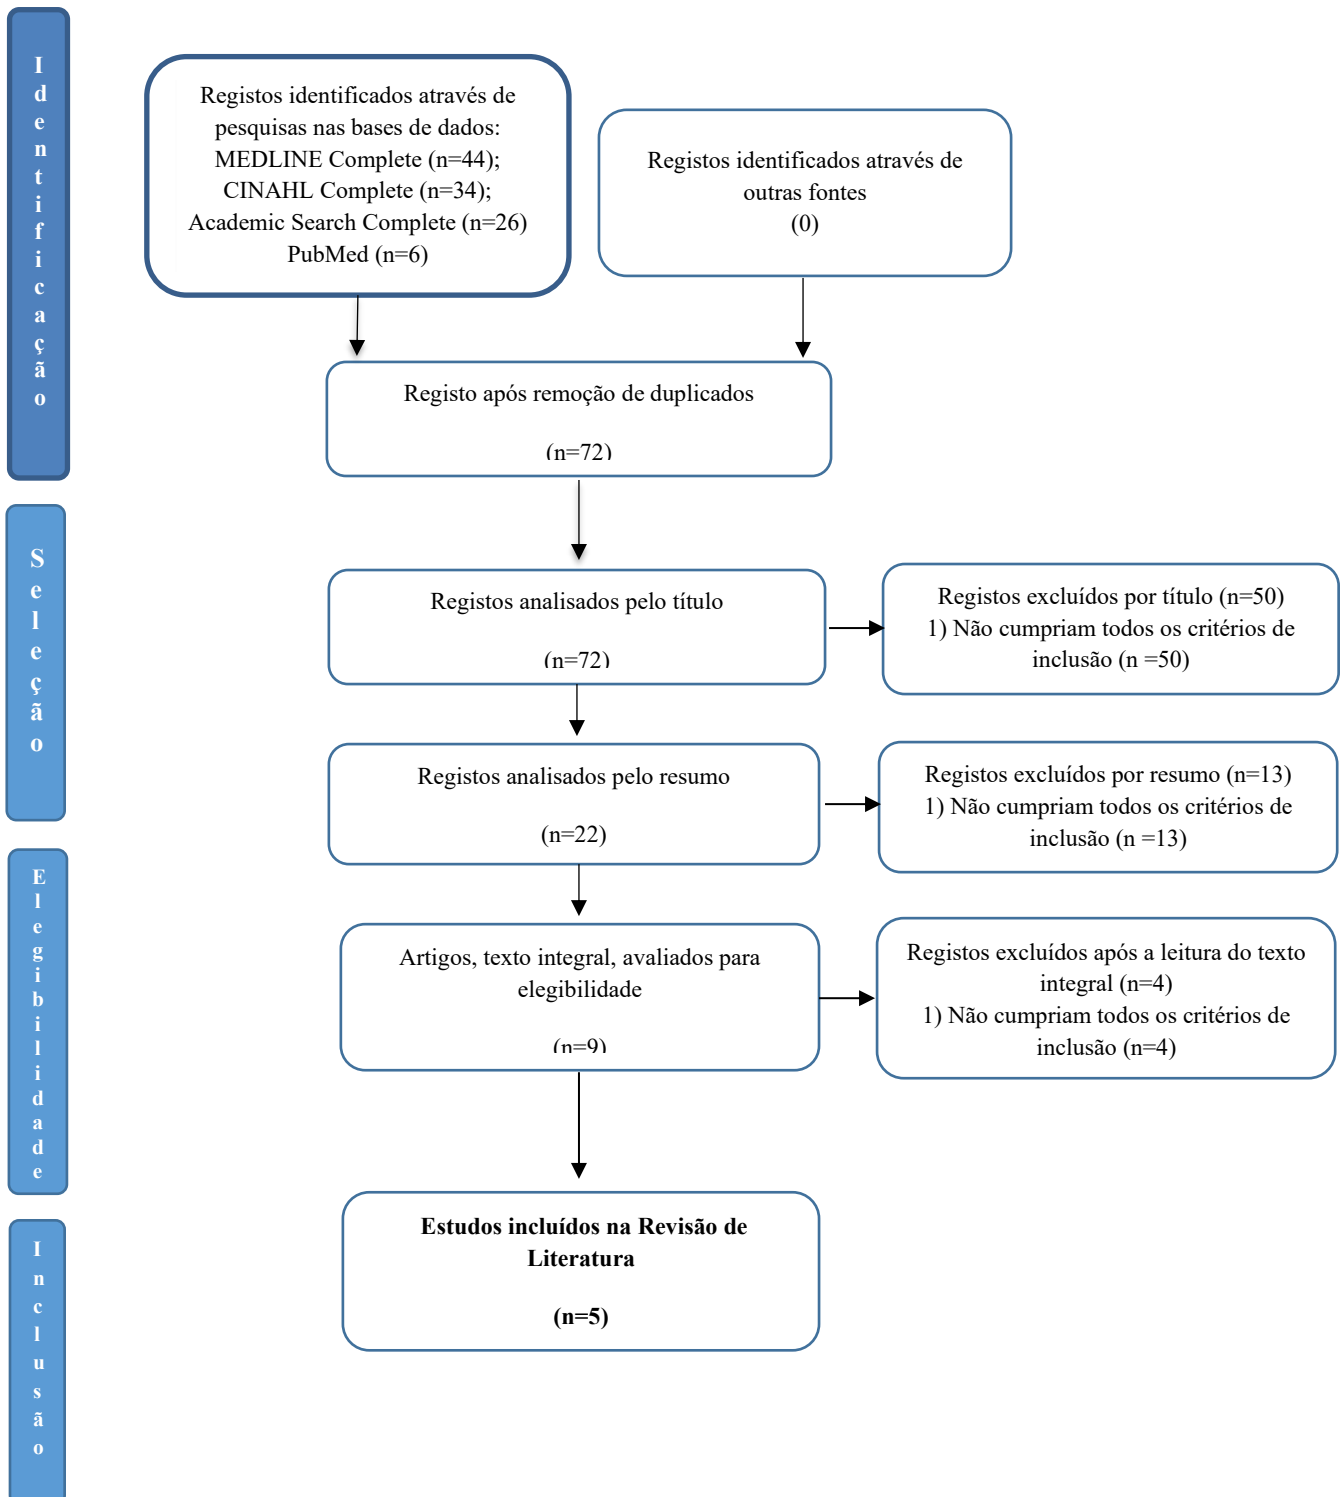 Identificação
Registos identificados através de
pesquisas nas bases de dados:
MEDLINE Complete (n=44);
CINAHL Complete (n=34);
Academic Search Complete (n=26)
PubMed (n=6)
Registos identificados através de
outras fontes
(0)
Registo após remoção de duplicados
(n=72)
Seleção
Registos analisados pelo título
(n=72)
Registos excluídos por título (n=50)
1) Não cumpriam todos os critérios de
inclusão (n =50)
Registos analisados pelo resumo
(n=22)
Registos excluídos por resumo (n=13)
1) Não cumpriam todos os critérios de
inclusão (n =13)
Elegibilidade
Artigos, texto integral, avaliados para
elegibilidade
(n=9)
Registos excluídos após a leitura do texto
integral (n=4)
1) Não cumpriam todos os critérios de
inclusão (n=4)
Inclusão
Estudos incluídos na Revisão de
Literatura
(n=5)